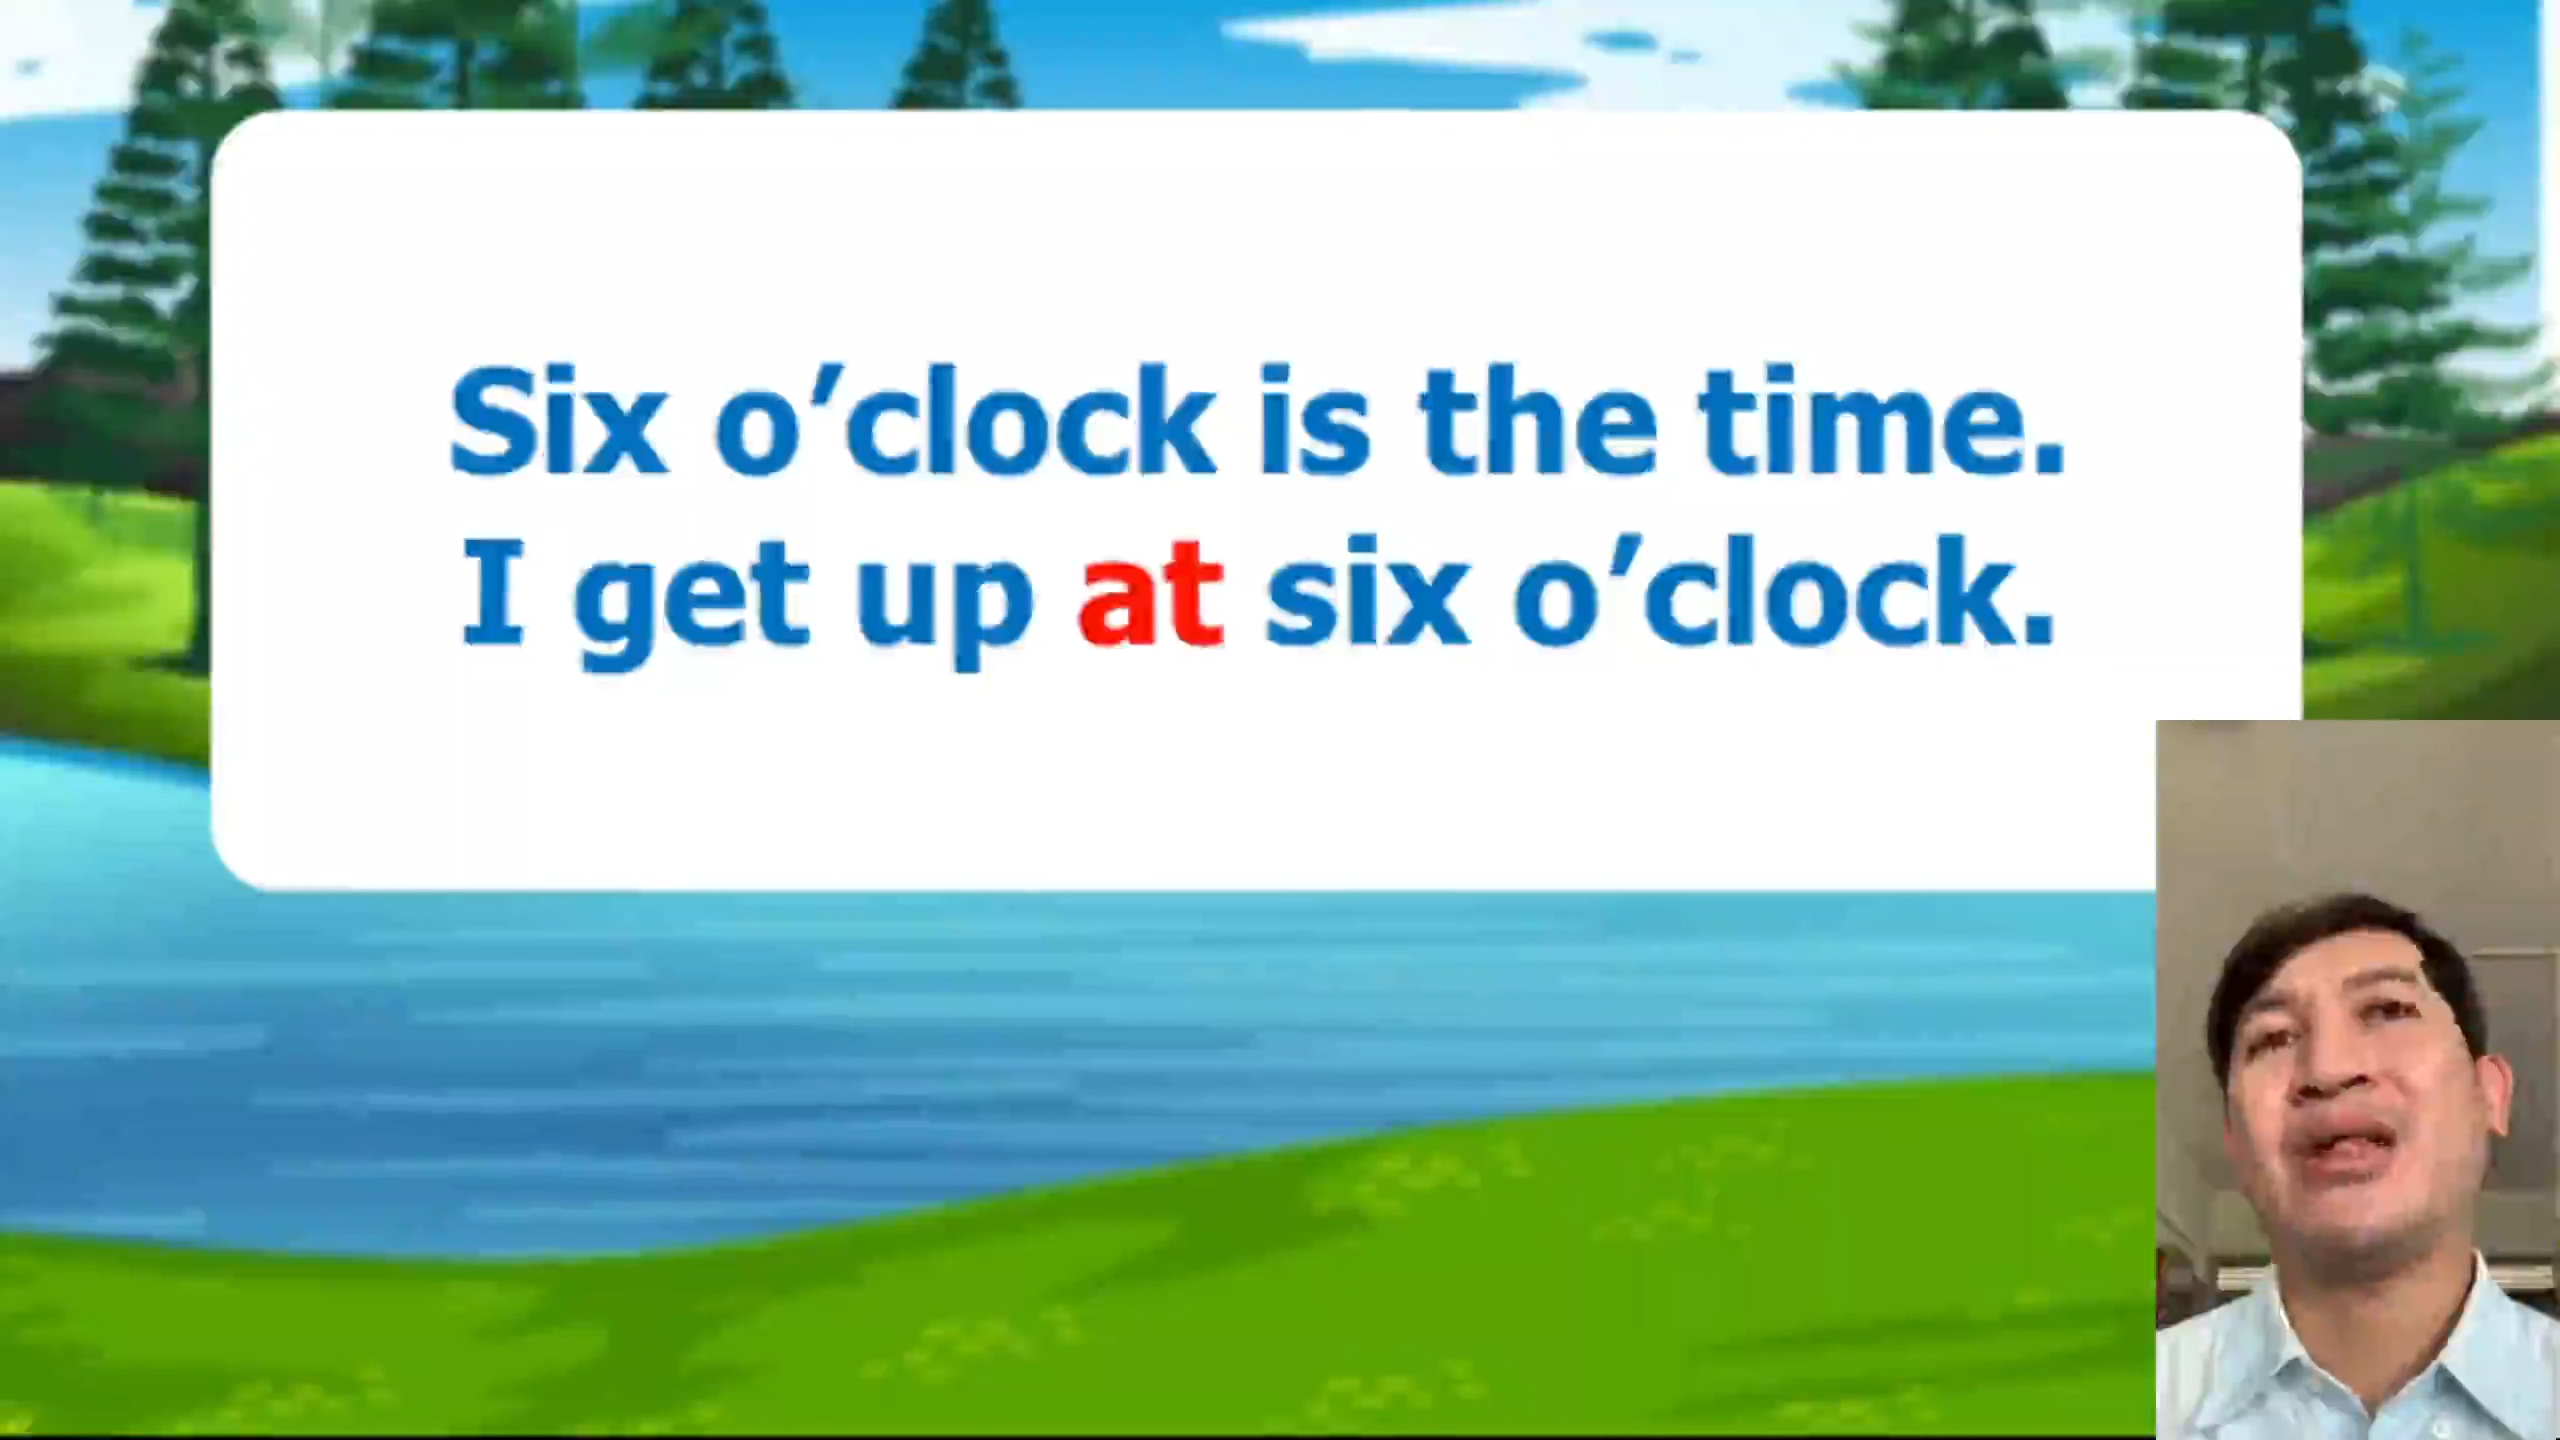 Six o’clock is the time.
I get up at six o’clock.